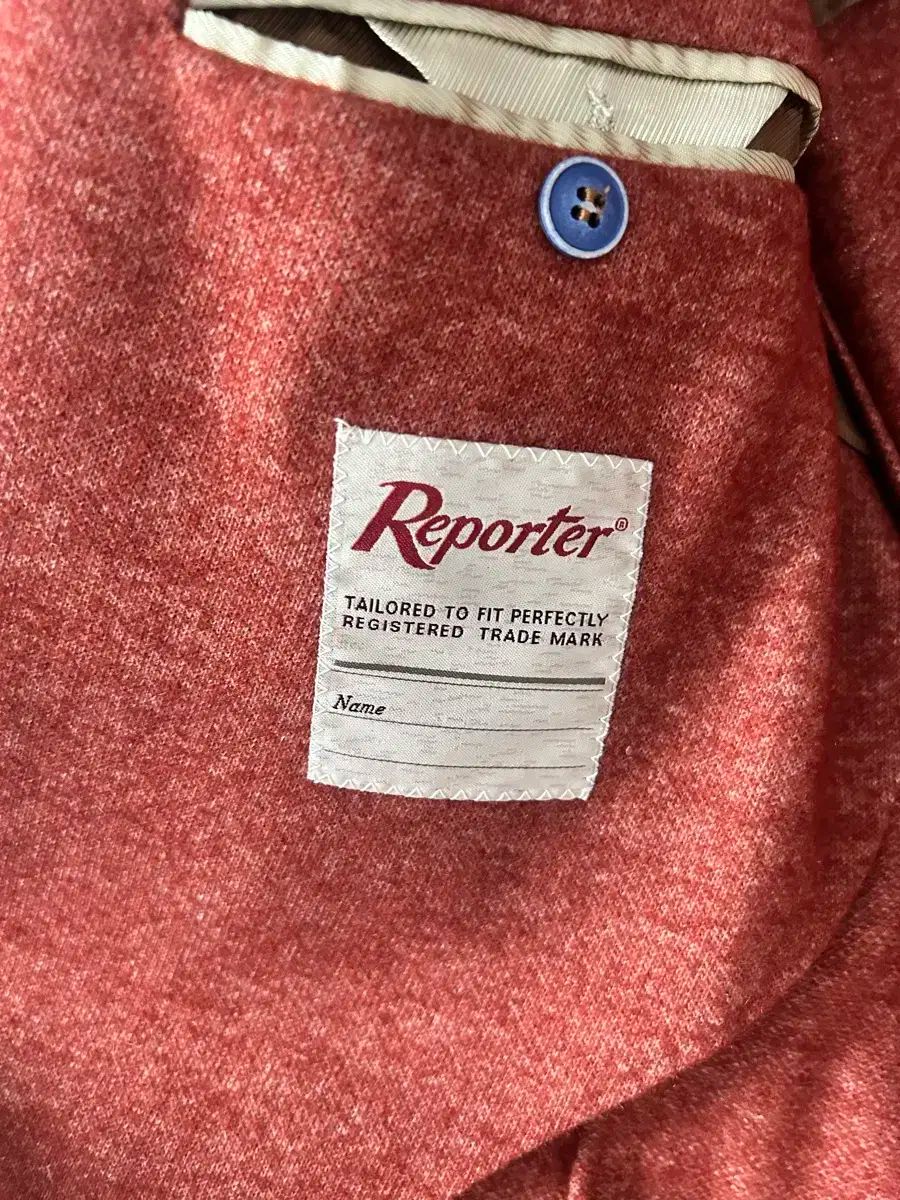 Reporter®
TAILORED TO FIT PERFECTLY
REGISTERED TRADE MARK
Name